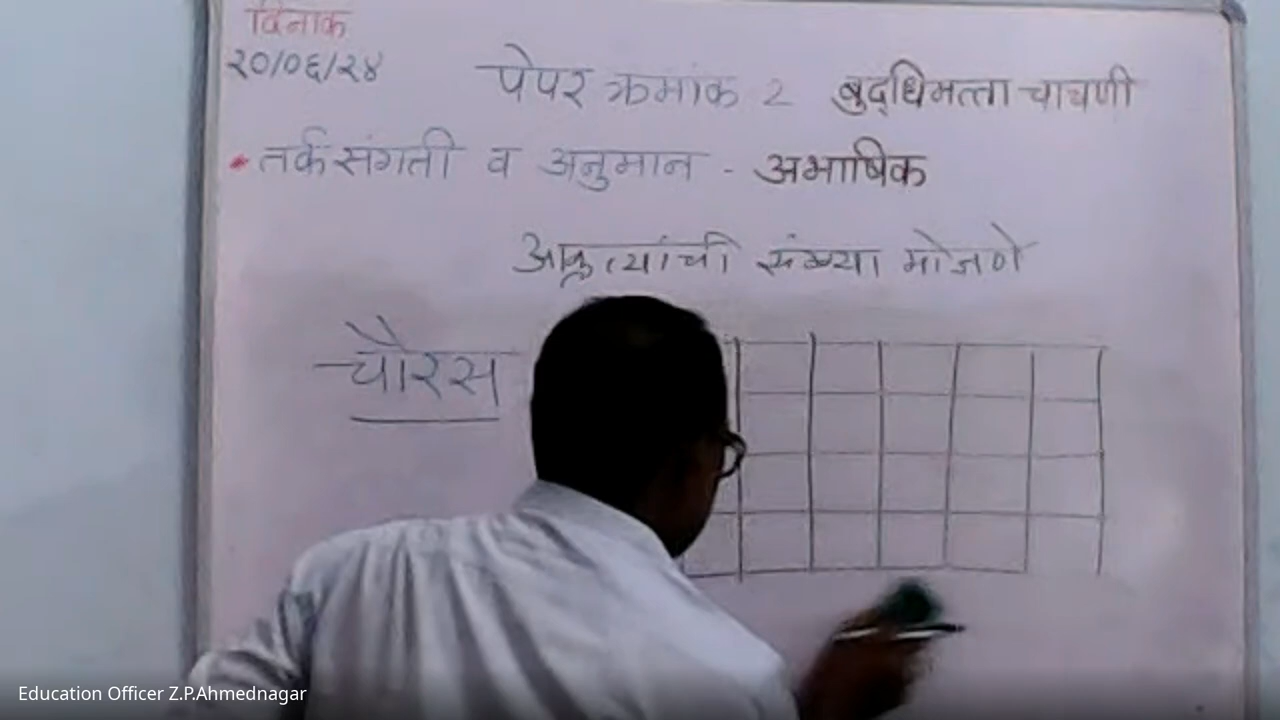 दिनांक
२०/०६/२४
पेपर क्रमांक 2 बुद्धिमत्ता चाचणी
तर्कसंगती व अनुमान - अभाषिक
आकृत्यांची संख्या मोजणे
चौरस
Education Officer Z.P.Ahmednagar